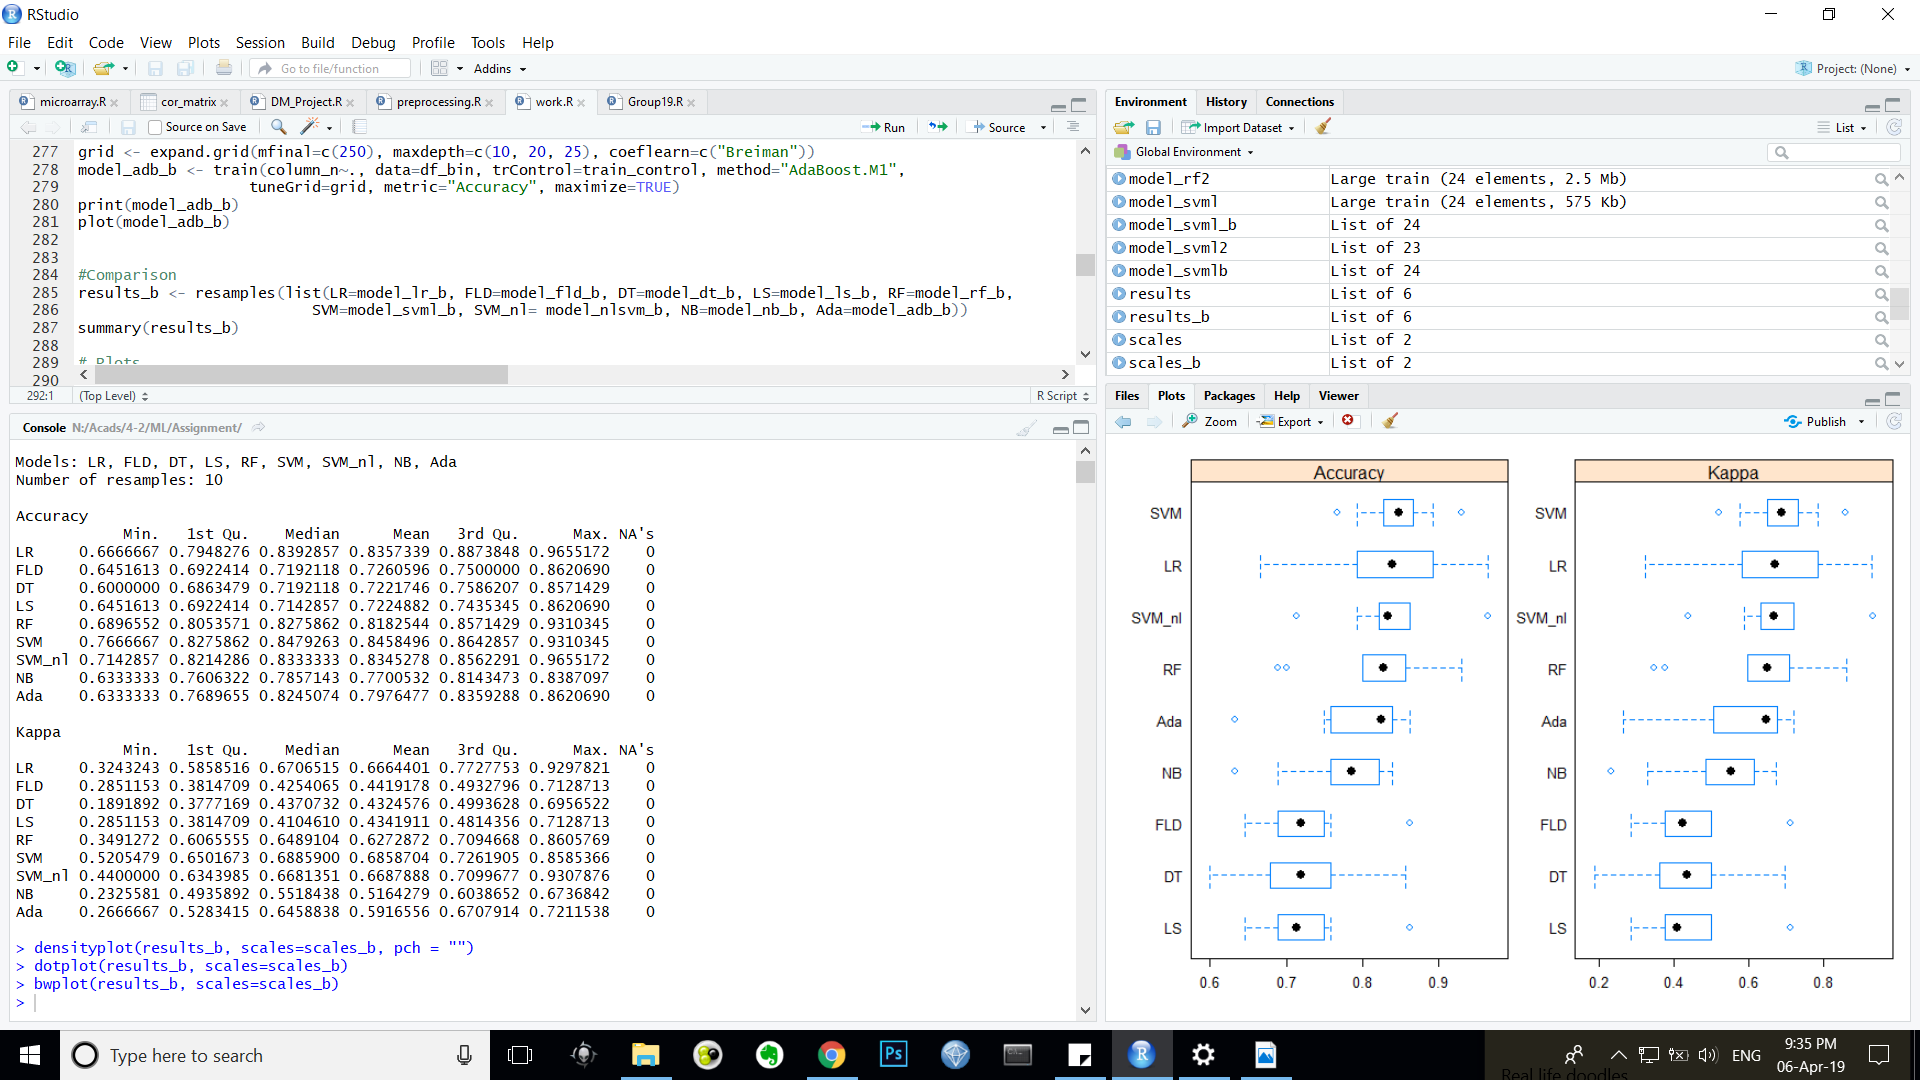 RStudio
File Edit Code View Plots Session Build Debug Profile Tools Help
Go to file/function Addins Project: (None)
microarray.R cor_matrix DM_Project.R preprocessing.R work.R Group19.R
Source on Save Run Source
277 grid <- expand.grid(mfinal=c(250), maxdepth=c(10, 20, 25), coeflearn=c("Breiman"))
278 model_adb_b <- train(column_n~., data=df_bin, trControl=train_control, method="AdaBoost.M1",
279 tuneGrid=grid, metric="Accuracy", maximize=TRUE)
280 print(model_adb_b)
281 plot(model_adb_b)
282
283
284 #Comparison
285 results_b <- resamples(list(LR=model_lr_b, FLD=model_fld_b, DT=model_dt_b, LS=model_ls_b, RF=model_rf_b,
286 SVM=model_svml_b, SVM_nl= model_nlsvm_b, NB=model_nb_b, Ada=model_adb_b))
287 summary(results_b)
288
289 # Plots
290
292:1 (Top Level) R Script
Console N:/Acads/4-2/ML/Assignment/
Models: LR, FLD, DT, LS, RF, SVM, SVM_nl, NB, Ada
Number of resamples: 10
Accuracy
Min. 1st Qu. Median Mean 3rd Qu. Max. NA's
LR 0.6666667 0.7948276 0.8392857 0.8357339 0.8873848 0.9655172 0
FLD 0.6451613 0.6922414 0.7192118 0.7260596 0.7500000 0.8620690 0
DT 0.6000000 0.6863479 0.7192118 0.7221746 0.7586207 0.8571429 0
LS 0.6451613 0.6922414 0.7142857 0.7224882 0.7435345 0.8620690 0
RF 0.6896552 0.8053571 0.8275862 0.8182544 0.8571429 0.9310345 0
SVM 0.7666667 0.8275862 0.8479263 0.8458496 0.8642857 0.9310345 0
SVM_nl 0.7142857 0.8214286 0.8333333 0.8345278 0.8562291 0.9655172 0
NB 0.6333333 0.7606322 0.7857143 0.7700532 0.8143473 0.8387097 0
Ada 0.6333333 0.7689655 0.8245074 0.7976477 0.8359288 0.8620690 0
Kappa
Min. 1st Qu. Median Mean 3rd Qu. Max. NA's
LR 0.3243243 0.5858516 0.6706515 0.6664401 0.7727753 0.9297821 0
FLD 0.2851153 0.3814709 0.4254065 0.4419178 0.4932796 0.7128713 0
DT 0.1891892 0.3777169 0.4370732 0.4324576 0.4993628 0.6956522 0
LS 0.2851153 0.3814709 0.4104610 0.4341911 0.4814356 0.7128713 0
RF 0.3491272 0.6065555 0.6489104 0.6272872 0.7094668 0.8605769 0
SVM 0.5205479 0.6501673 0.6885900 0.6858704 0.7261905 0.8585366 0
SVM_nl 0.4400000 0.6343985 0.6681351 0.6687888 0.7099677 0.9307876 0
NB 0.2325581 0.4935892 0.5518438 0.5164279 0.6038652 0.6736842 0
Ada 0.2666667 0.5283415 0.6458838 0.5916556 0.6707914 0.7211538 0
> densityplot(results_b, scales=scales_b, pch = "")
> dotplot(results_b, scales=scales_b)
> bwplot(results_b, scales=scales_b)
>
Environment History Connections
Import Dataset List
Global Environment
model_rf2 Large train (24 elements, 2.5 Mb)
model_svml Large train (24 elements, 575 Kb)
model_svml_b List of 24
model_svml2 List of 23
model_svmlb List of 24
results List of 6
results_b List of 6
scales List of 2
scales_b List of 2
Files Plots Packages Help Viewer
Zoom Export Publish
Accuracy Kappa
SVM SVM
LR LR
SVM_nl SVM_nl
RF RF
Ada Ada
NB NB
FLD FLD
DT DT
LS LS
0.6 0.7 0.8 0.9 0.2 0.4 0.6 0.8
Type here to search
Ps
R
ENG
9:35 PM
06-Apr-19
Real life doodles